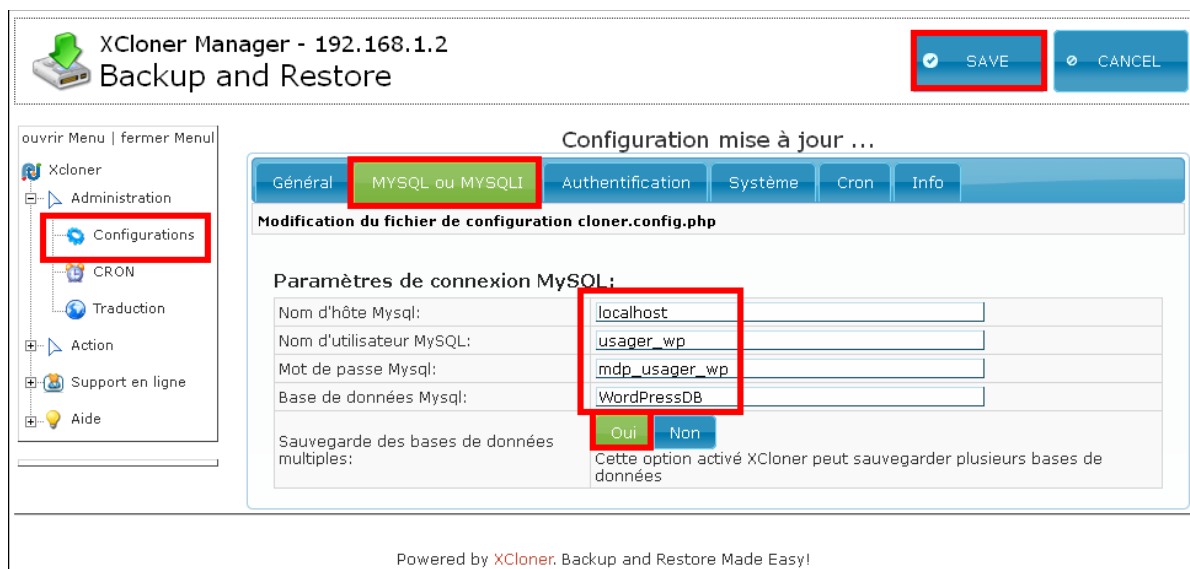 XCloner Manager - 192.168.1.2
Backup and Restore
SAVE
CANCEL
ouvrir Menu | fermer Menul
Xcloner
Administration
Configurations
CRON
Traduction
Action
Support en ligne
Aide
Configuration mise à jour ...
Général
MYSQL ou MYSQLI
Authentification
Système
Cron
Info
Modification du fichier de configuration cloner.config.php
Paramètres de connexion MySQL:
Nom d'hôte Mysql: localhost
Nom d'utilisateur MySQL: usager_wp
Mot de passe Mysql: mdp_usager_wp
Base de données Mysql: WordPressDB
Sauvegarde des bases de données
multiples:
Oui Non
Cette option activé XCloner peut sauvegarder plusieurs bases de
données
Powered by XCloner. Backup and Restore Made Easy!